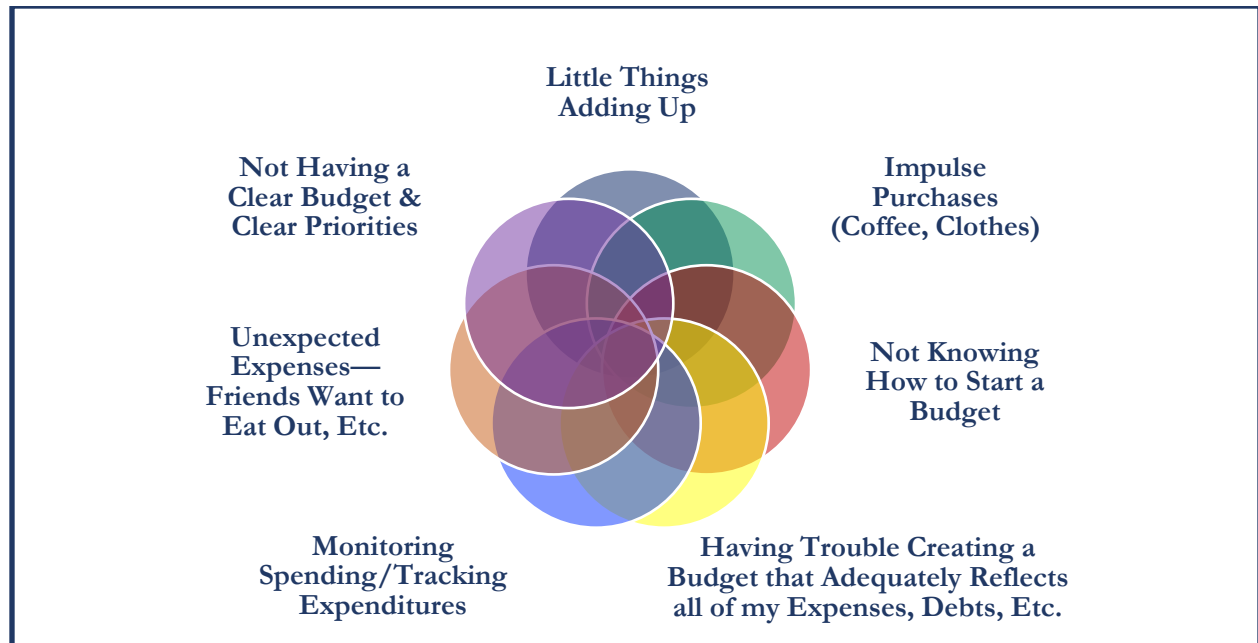 Little Things
Adding Up
Not Having a
Clear Budget &
Clear Priorities
Impulse
Purchases
(Coffee, Clothes)
Unexpected
Expenses—
Friends Want to
Eat Out, Etc.
Not Knowing
How to Start a
Budget
Monitoring
Spending/Tracking
Expenditures
Having Trouble Creating a
Budget that Adequately Reflects
all of my Expenses, Debts, Etc.